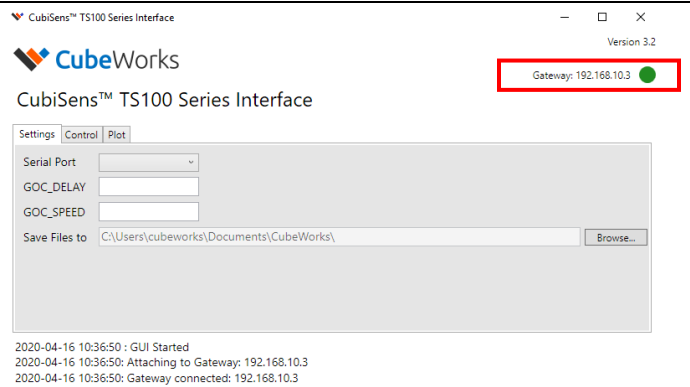 CubiSens™ TS100 Series Interface
Version 3.2
CubeWorks
Gateway: 192.168.10.3
CubiSens™ TS100 Series Interface
Settings Control Plot
Serial Port
GOC_DELAY
GOC_SPEED
Save Files to C:\Users\cubeworks\Documents\CubeWorks\ Browse...
2020-04-16 10:36:50 : GUI Started
2020-04-16 10:36:50: Attaching to Gateway: 192.168.10.3
2020-04-16 10:36:50: Gateway connected: 192.168.10.3